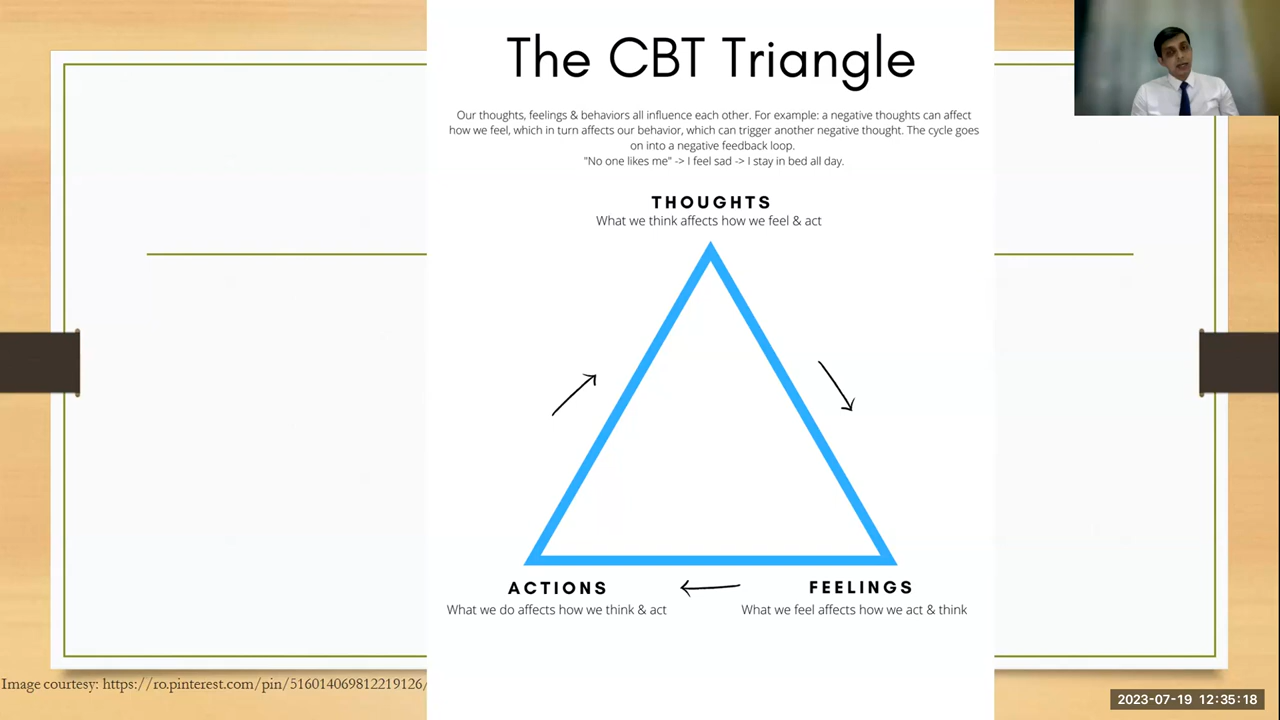 The CBT Triangle
Our thoughts, feelings & behaviors all influence each other. For example: a negative thoughts can affect
how we feel, which in turn affects our behavior, which can trigger another negative thought. The cycle goes
on into a negative feedback loop.
"No one likes me" -> I feel sad -> I stay in bed all day.
THOUGHTS
What we think affects how we feel & act
ACTIONS
What we do affects how we think & act
FEELINGS
What we feel affects how we act & think
Image courtesy: https://ro.pinterest.com/pin/516014069812219126/
2023-07-19 12:35:18